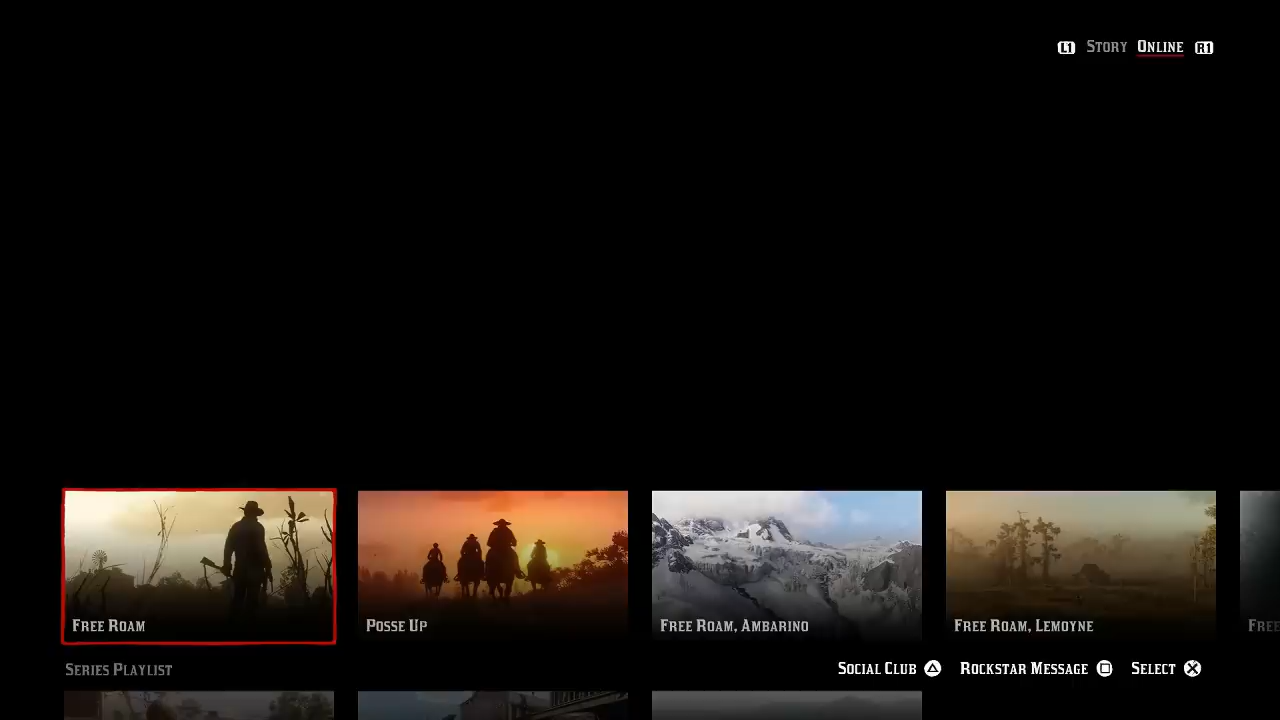 L1 Story Online R1
Free Roam
Posse Up
Free Roam, Ambarino
Free Roam, Lemoyne
Free
Series Playlist
Social Club
Rockstar Message
Select